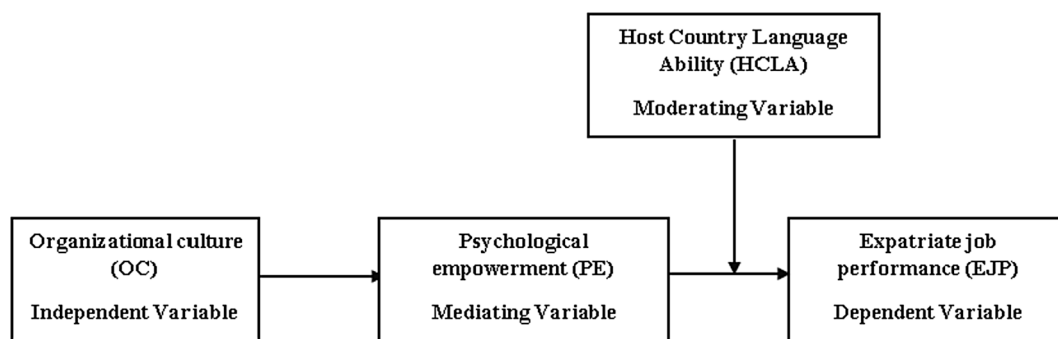 Host Country Language
Ability (HCLA)
Moderating Variable
Organizational culture
(OC)
Independent Variable
Psychological
empowerment (PE)
Mediating Variable
Expatriate job
performance (EJP)
Dependent Variable